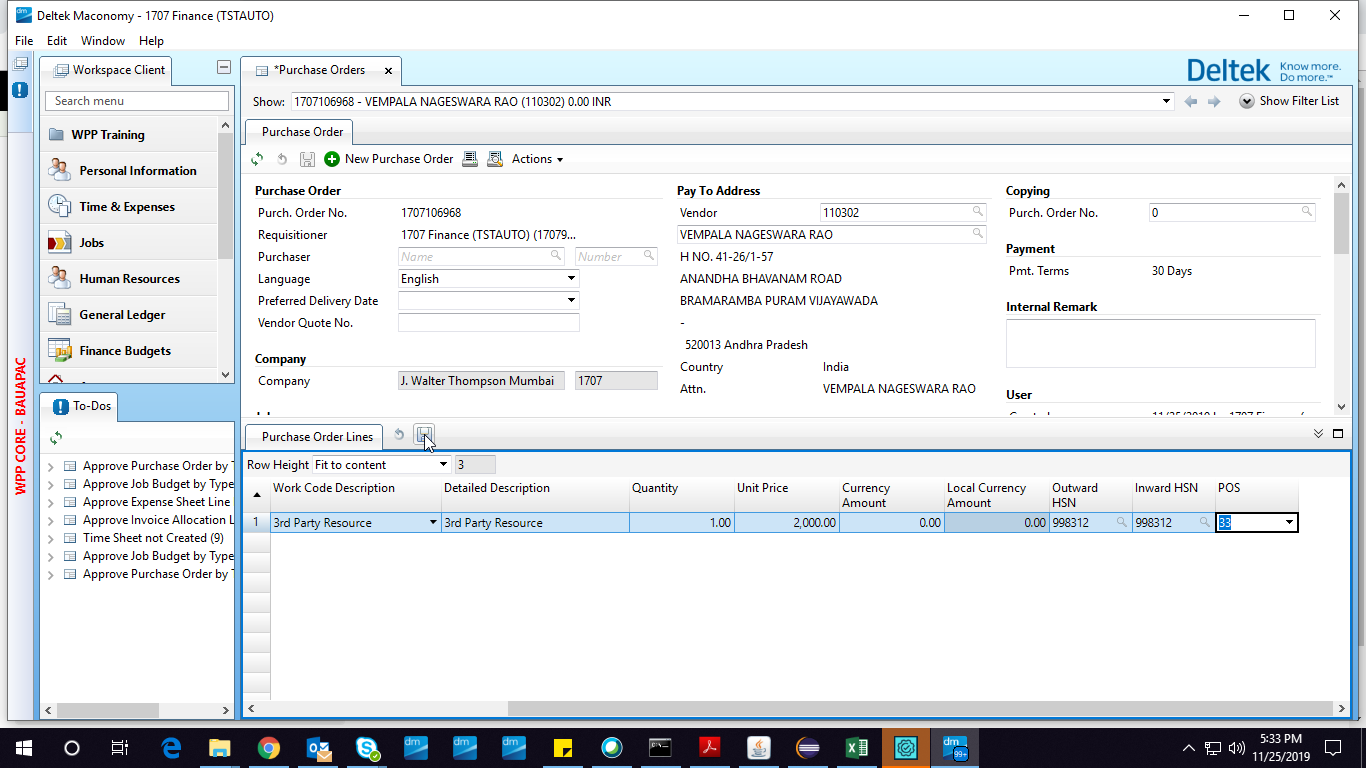 Deltek Maconomy - 1707 Finance (TSTAUTO)
File Edit Window Help
Workspace Client
Search menu
WPP Training
Personal Information
Time & Expenses
Jobs
Human Resources
General Ledger
Finance Budgets
WPP CORE - BAUAPAC
To-Dos
Approve Purchase Order by
Approve Job Budget by Type
Approve Expense Sheet Line
Approve Invoice Allocation L
Time Sheet not Created (9)
Approve Job Budget by Type
Approve Purchase Order by
*Purchase Orders
Deltek Know more. Do more.™
Show: 1707106968 - VEMPALA NAGESWARA RAO (110302) 0.00 INR
Show Filter List
Purchase Order
New Purchase Order Actions
Purchase Order
Purch. Order No. 1707106968
Requisitioner 1707 Finance (TSTAUTO) (17079...
Purchaser Name Number
Language English
Preferred Delivery Date
Vendor Quote No.
Company
Company J. Walter Thompson Mumbai 1707
Pay To Address
Vendor 110302
VEMPALA NAGESWARA RAO
H NO. 41-26/1-57
ANANDHA BHAVANAM ROAD
BRAMARAMBA PURAM VIJAYAWADA
-
520013 Andhra Pradesh
Country India
Attn. VEMPALA NAGESWARA RAO
Copying
Purch. Order No. 0
Payment
Pmt. Terms 30 Days
Internal Remark
User
Purchase Order Lines
Row Height Fit to content 3
Work Code Description Detailed Description Quantity Unit Price Currency Amount Local Currency Amount Outward HSN Inward HSN POS
1 3rd Party Resource 3rd Party Resource 1.00 2,000.00 0.00 0.00 998312 998312 33
99+
5:33 PM
11/25/2019